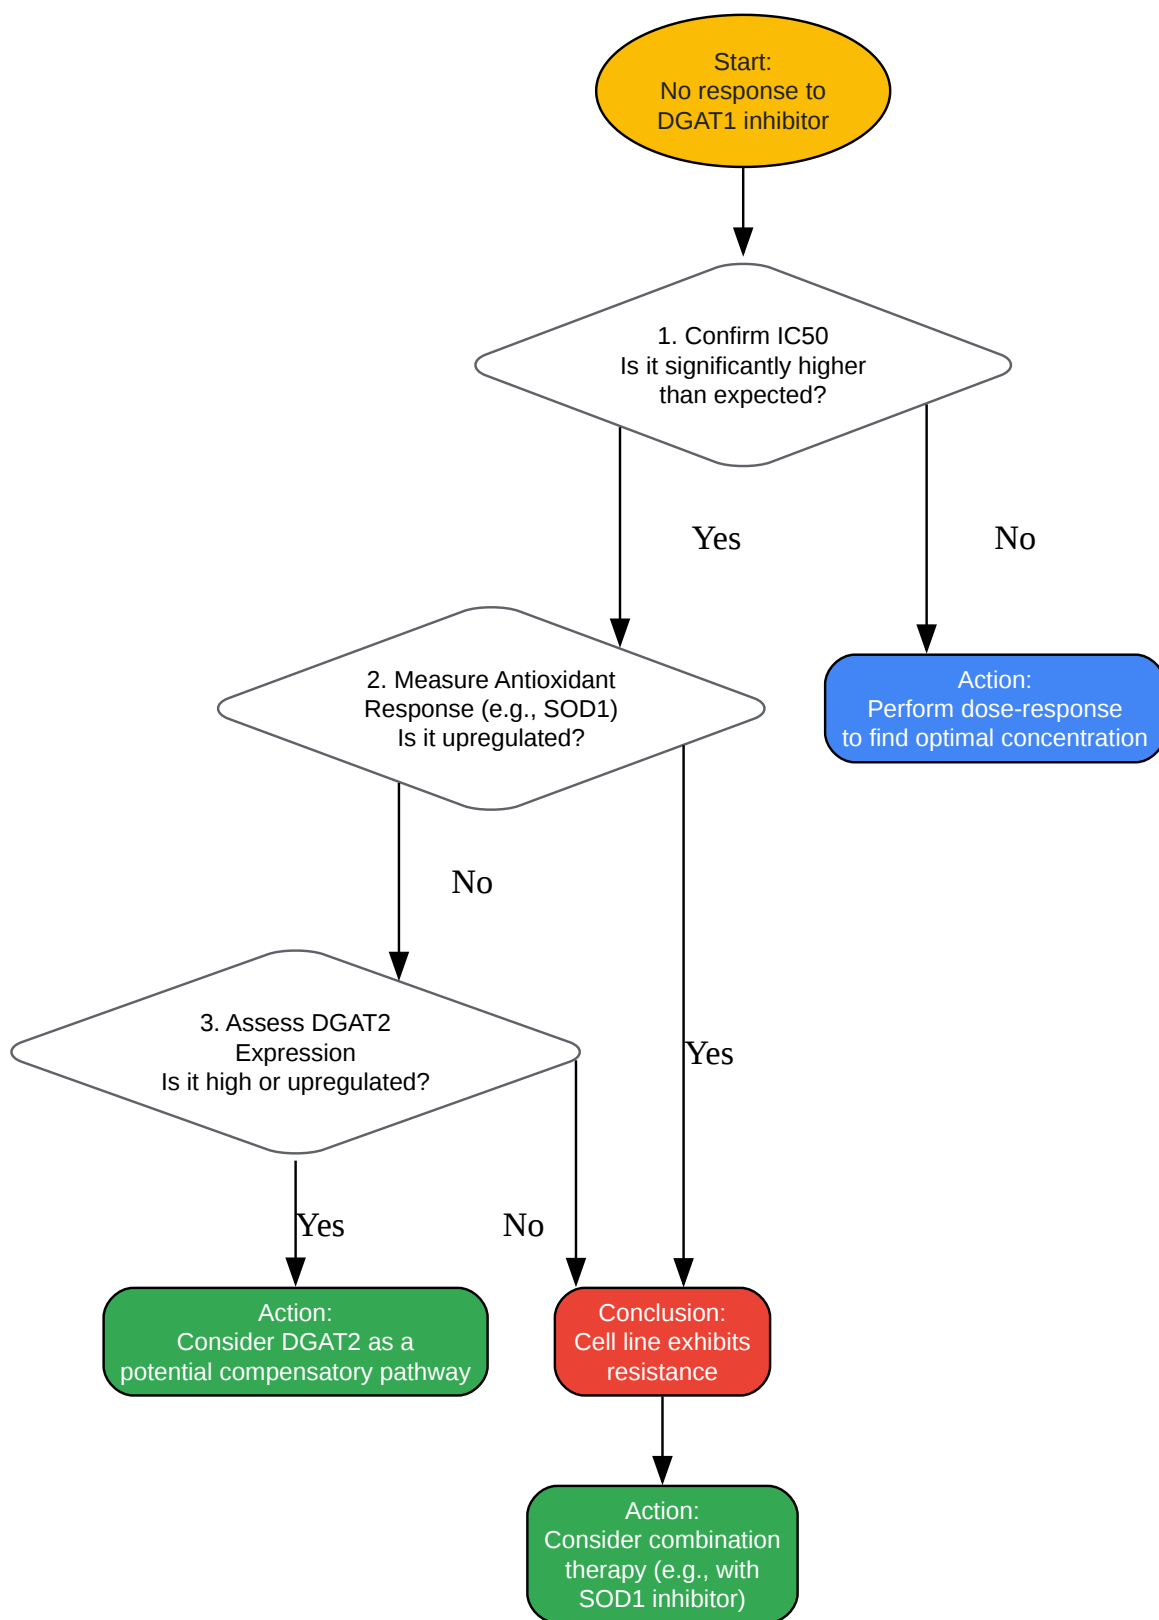 Start:
No response to
DGAT1 inhibitor
1. Confirm IC50
Is it significantly higher
than expected?
Yes
No
2. Measure Antioxidant
Response (e.g., SOD1)
Is it upregulated?
Action:
Perform dose-response
to find optimal concentration
No
Yes
3. Assess DGAT2
Expression
Is it high or upregulated?
Yes
No
Action:
Consider DGAT2 as a
potential compensatory pathway
Conclusion:
Cell line exhibits
resistance
Action:
Consider combination
therapy (e.g., with
SOD1 inhibitor)